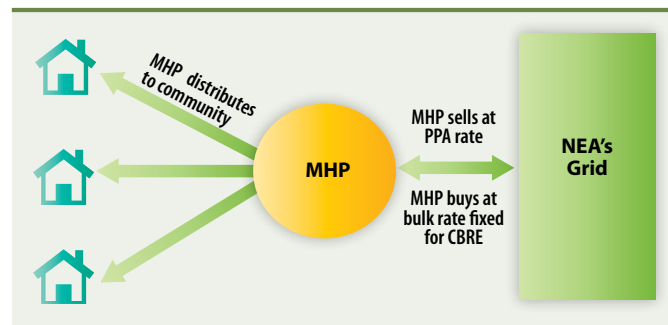 MHP distributes
to community
MHP
MHP sells at
PPA rate
MHP buys at
bulk rate fixed
for CBRE
NEA's
Grid